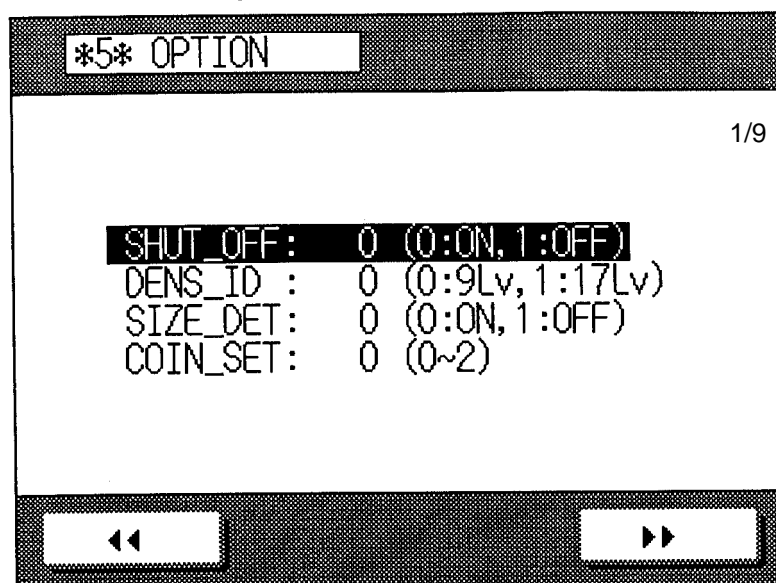 *5* OPTION
1/9
SHUT_OFF: 0 (0:ON,1:OFF)
DENS_ID : 0 (0:9Lv,1:17Lv)
SIZE_DET: 0 (0:ON,1:OFF)
COIN_SET: 0 (0~2)